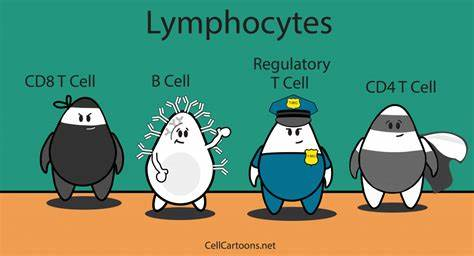 Lymphocytes
CD8 T Cell
B Cell
Regulatory
T Cell
CD4 T Cell
CellCartoons.net